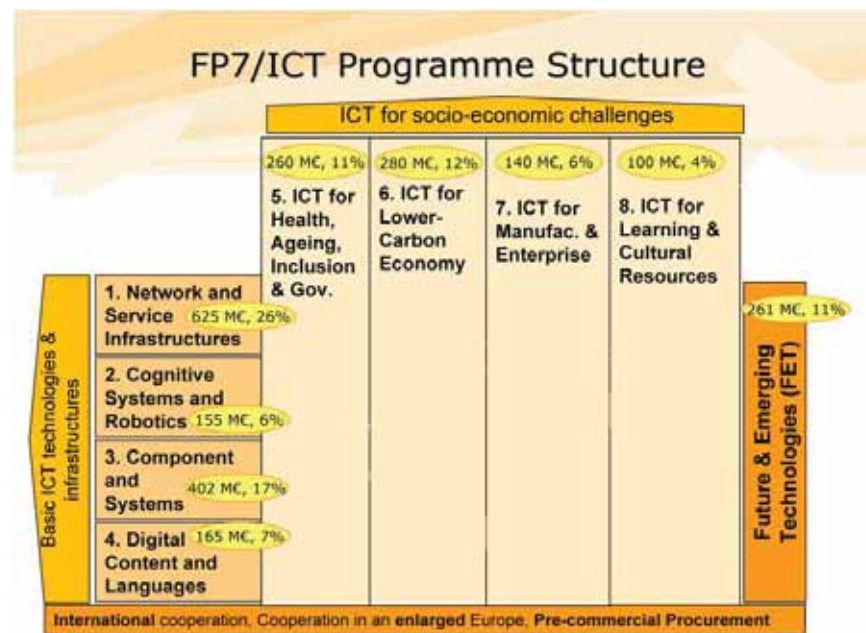 FP7/ICT Programme Structure
ICT for socio-economic challenges
260 M€, 11%
5. ICT for
Health,
Ageing,
Inclusion
& Gov.
280 M€, 12%
6. ICT for
Lower-
Carbon
Economy
140 M€, 6%
7. ICT for
Manufac. &
Enterprise
100 M€, 4%
8. ICT for
Learning &
Cultural
Resources
Basic ICT technologies &
infrastructures
1. Network and
Service
625 M€, 26%
Infrastructures
2. Cognitive
Systems and
Robotics
155 M€, 6%
3. Component
and
Systems
402 M€, 17%
4. Digital
165 M€, 7%
Content and
Languages
261 M€, 11%
Future & Emerging
Technologies (FET)
International cooperation, Cooperation in an enlarged Europe, Pre-commercial Procurement